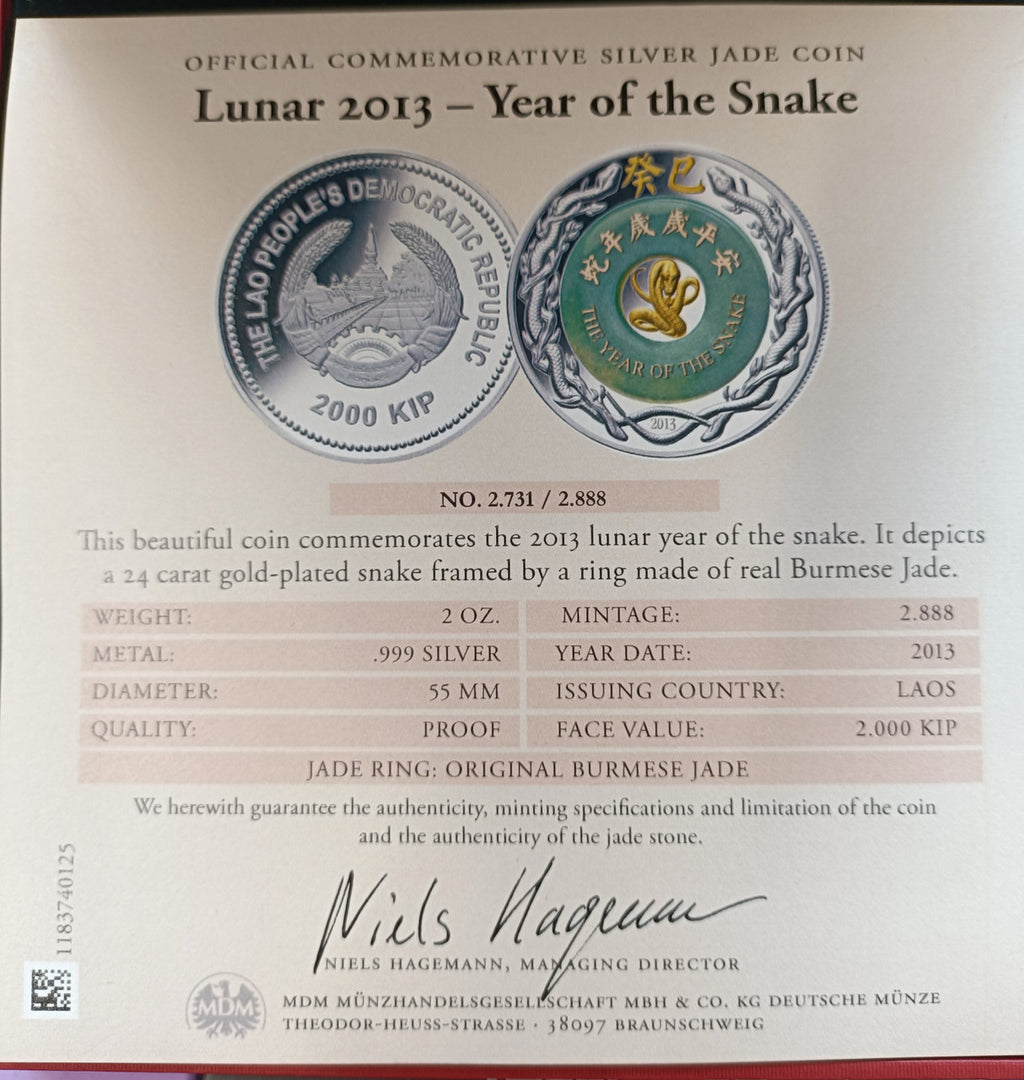 OFFICIAL COMMEMORATIVE SILVER JADE COIN
Lunar 2013 – Year of the Snake
THE LAO PEOPLE'S DEMOCRATIC REPUBLIC
2000 KIP
癸巳
蛇年歲歲平安
THE YEAR OF THE SNAKE
2013
NO. 2.731 / 2.888
This beautiful coin commemorates the 2013 lunar year of the snake. It depicts
a 24 carat gold-plated snake framed by a ring made of real Burmese Jade.
WEIGHT: 2 OZ. MINTAGE: 2.888
METAL: .999 SILVER YEAR DATE: 2013
DIAMETER: 55 MM ISSUING COUNTRY: LAOS
QUALITY: PROOF FACE VALUE: 2.000 KIP
JADE RING: ORIGINAL BURMESE JADE
We herewith guarantee the authenticity, minting specifications and limitation of the coin
and the authenticity of the jade stone.
Niels Hagemann
NIELS HAGEMANN, MANAGING DIRECTOR
MDM
MDM MÜNZHANDELSGESELLSCHAFT MBH & CO. KG DEUTSCHE MÜNZE
THEODOR-HEUSS-STRASSE · 38097 BRAUNSCHWEIG
1183740125